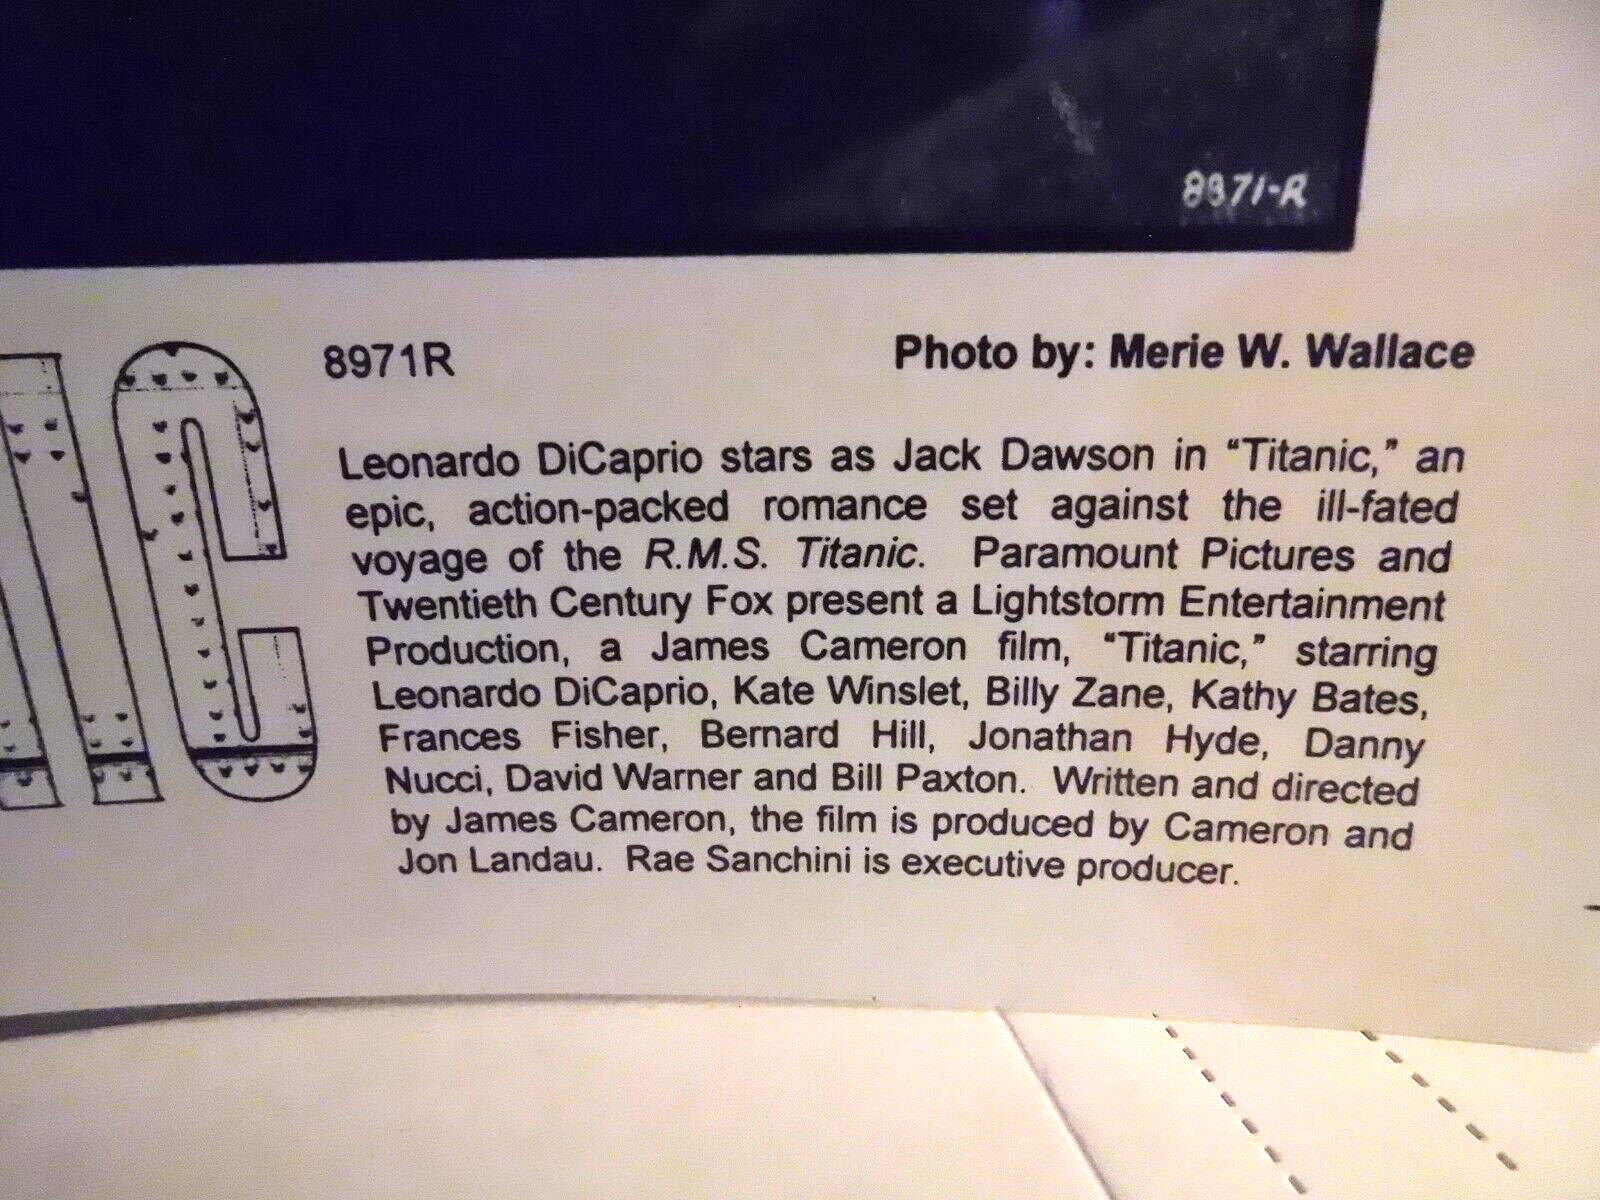 8971-R
8971R
Photo by: Merie W. Wallace
Leonardo DiCaprio stars as Jack Dawson in “Titanic,” an
epic, action-packed romance set against the ill-fated
voyage of the R.M.S. Titanic. Paramount Pictures and
Twentieth Century Fox present a Lightstorm Entertainment
Production, a James Cameron film, “Titanic,” starring
Leonardo DiCaprio, Kate Winslet, Billy Zane, Kathy Bates,
Frances Fisher, Bernard Hill, Jonathan Hyde, Danny
Nucci, David Warner and Bill Paxton. Written and directed
by James Cameron, the film is produced by Cameron and
Jon Landau. Rae Sanchini is executive producer.
IC